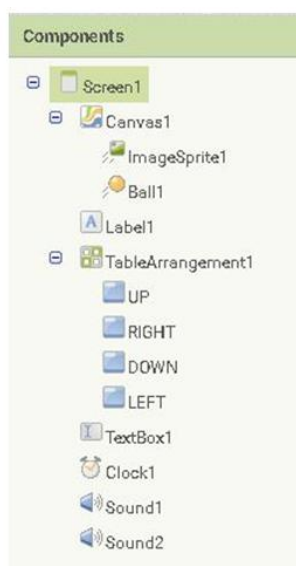 Components
Screen1
Canvas1
ImageSprite1
Ball1
A Label1
TableArrangement1
UP
RIGHT
DOWN
LEFT
I TextBox1
Clock1
Sound1
Sound2